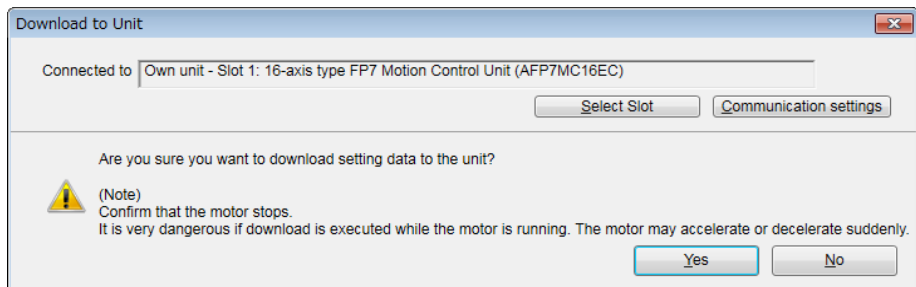 Download to Unit
Connected to Own unit - Slot 1: 16-axis type FP7 Motion Control Unit (AFP7MC16EC)
Select Slot Communication settings
Are you sure you want to download setting data to the unit?
(Note)
Confirm that the motor stops.
It is very dangerous if download is executed while the motor is running. The motor may accelerate or decelerate suddenly.
Yes No